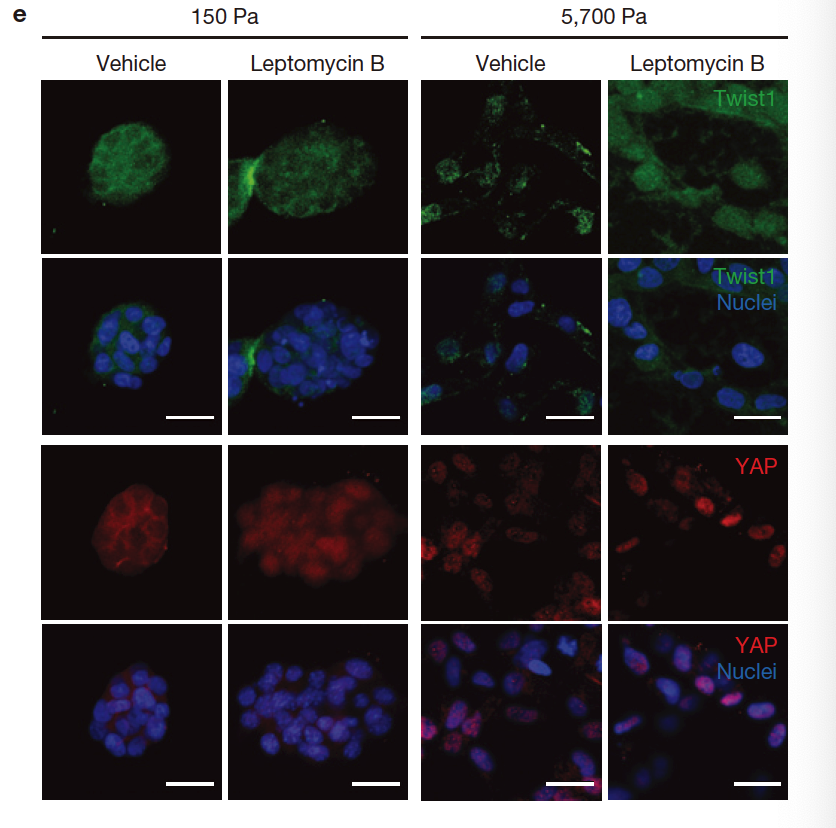 e
150 Pa
5,700 Pa
Vehicle
Leptomycin B
Vehicle
Leptomycin B
Twist1
Twist1
Nuclei
YAP
YAP
Nuclei